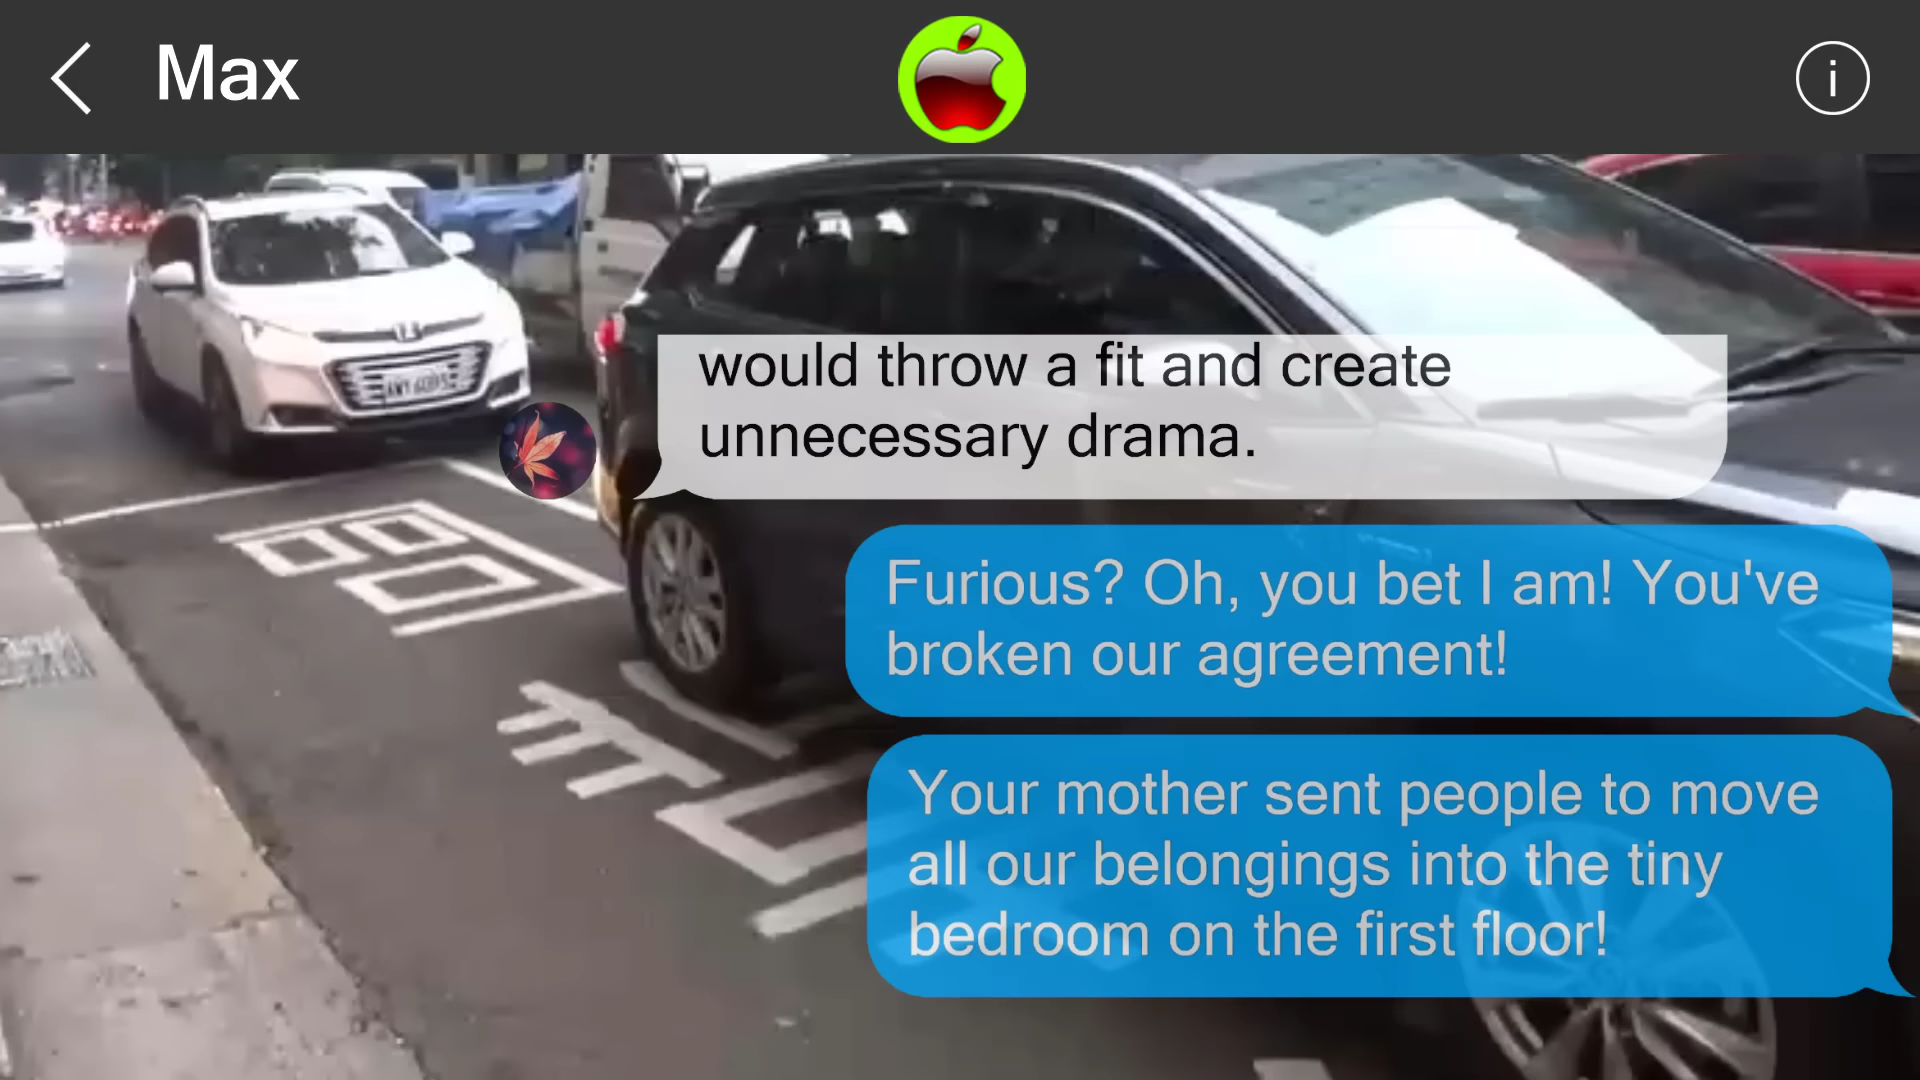 Max
would throw a fit and create
unnecessary drama.
Furious? Oh, you bet I am! You've
broken our agreement!
Your mother sent people to move
all our belongings into the tiny
bedroom on the first floor!